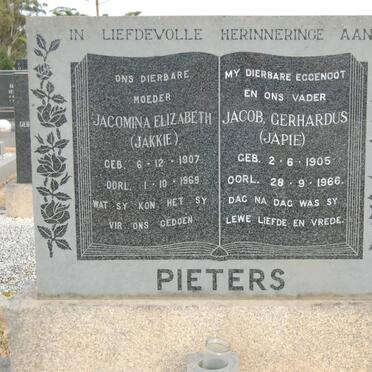 IN LIEFDEVOLLE HERINNERINGE AAN
ONS DIERBARE
MOEDER
JACOMINA ELIZABETH
(JAKKIE)
GEB. 6-12-1907
OORL. 1-10-1969
WAT SY KON HET SY
VIR ONS GEDOEN
MY DIERBARE EGGENOOT
EN ONS VADER
JACOB GERHARDUS
(JAPIE)
GEB. 2-6-1905
OORL. 28-9-1966.
DAG NA DAG WAS SY
LEWE LIEFDE EN VREDE.
PIETERS